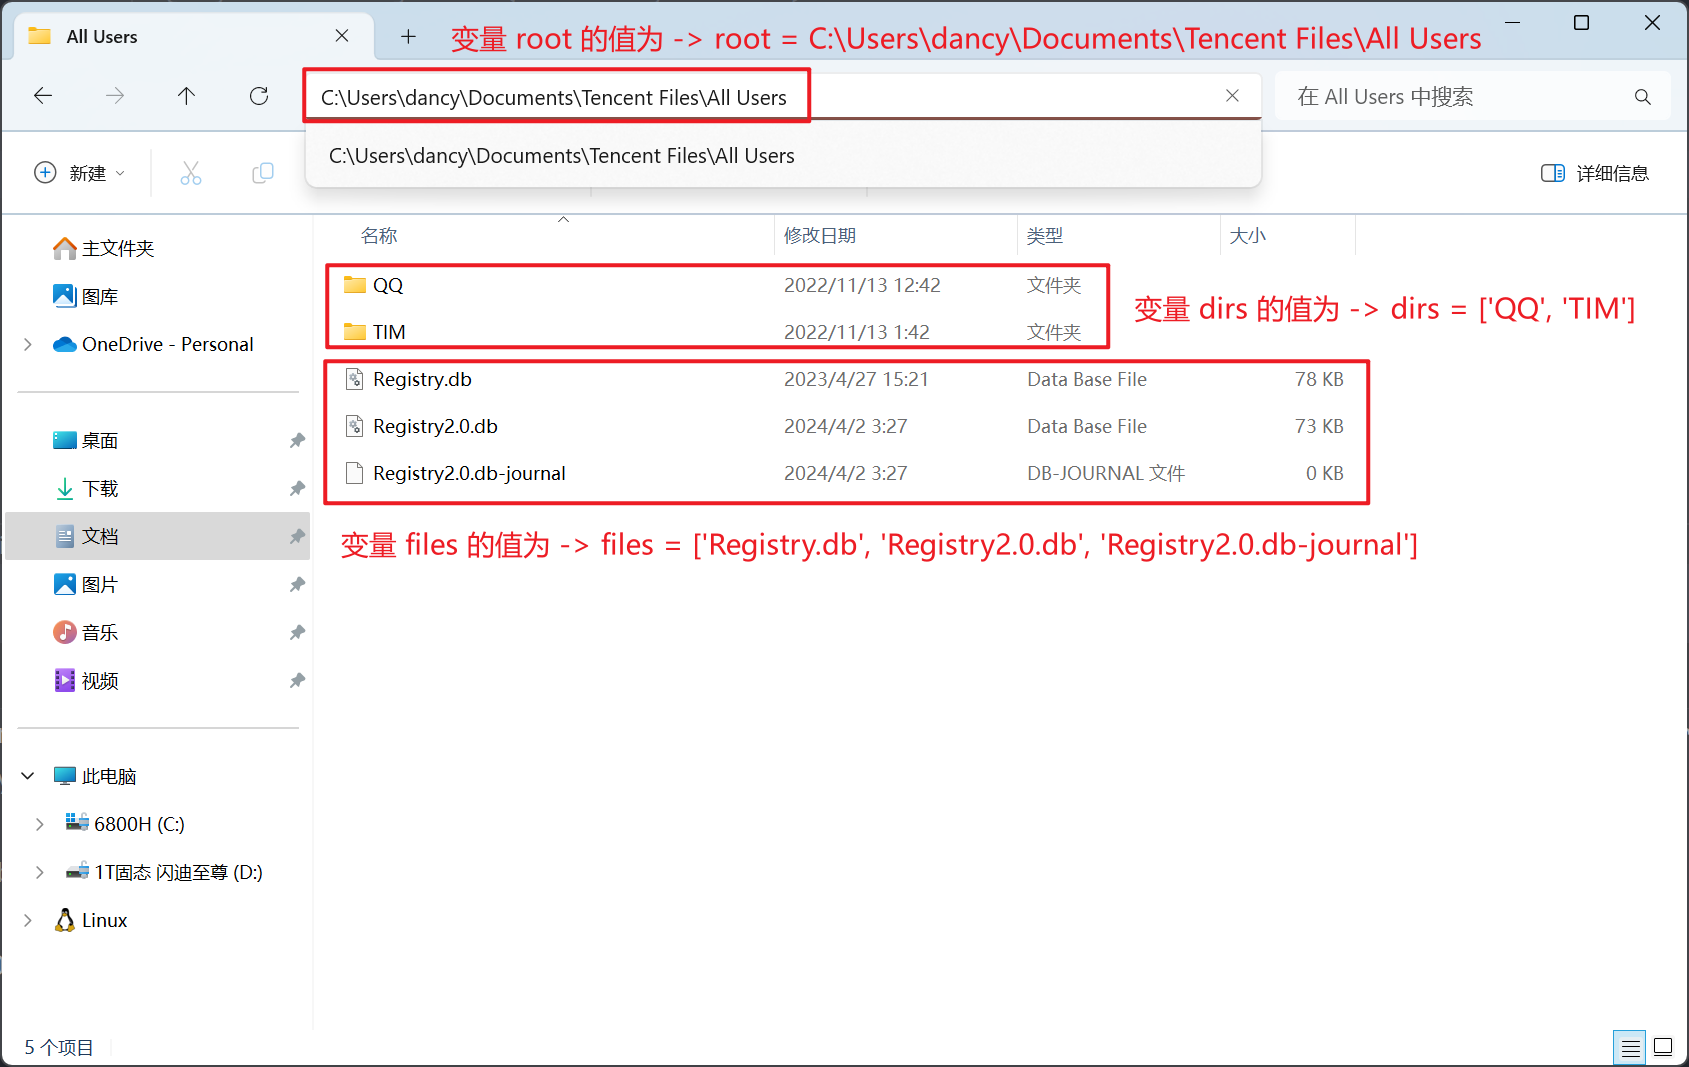 All Users
变量 root 的值为 -> root = C:\Users\dancy\Documents\Tencent Files\All Users
C:\Users\dancy\Documents\Tencent Files\All Users
在 All Users 中搜索
C:\Users\dancy\Documents\Tencent Files\All Users
新建
详细信息
名称 修改日期 类型 大小
QQ 2022/11/13 12:42 文件夹
TIM 2022/11/13 1:42 文件夹
变量 dirs 的值为 -> dirs = ['QQ', 'TIM']
Registry.db 2023/4/27 15:21 Data Base File 78 KB
Registry2.0.db 2024/4/2 3:27 Data Base File 73 KB
Registry2.0.db-journal 2024/4/2 3:27 DB-JOURNAL 文件 0 KB
变量 files 的值为 -> files = ['Registry.db', 'Registry2.0.db', 'Registry2.0.db-journal']
主文件夹
图库
OneDrive - Personal
桌面
下载
文档
图片
音乐
视频
此电脑
6800H (C:)
1T固态 闪迪至尊 (D:)
Linux
5 个项目